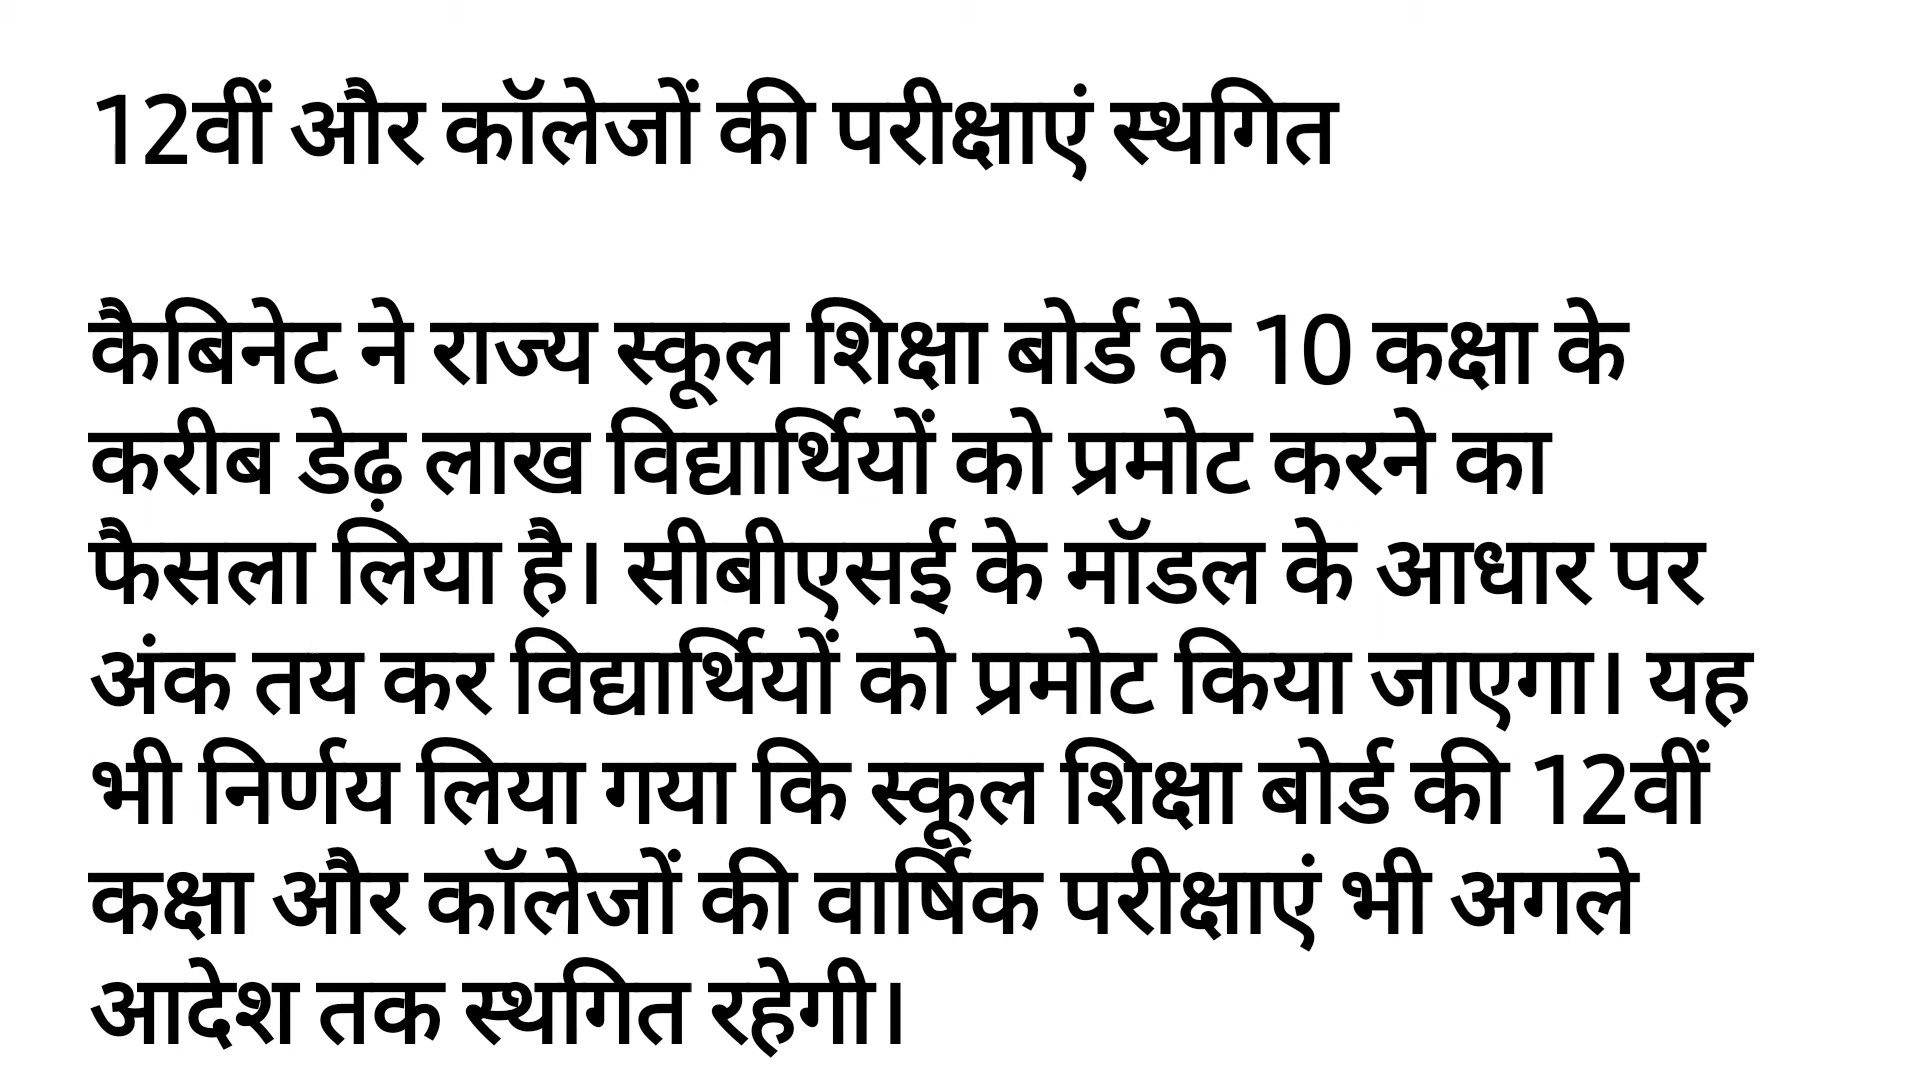 12वीं और कॉलेजों की परीक्षाएं स्थगित
कैबिनेट ने राज्य स्कूल शिक्षा बोर्ड के 10 कक्षा के
करीब डेढ़ लाख विद्यार्थियों को प्रमोट करने का
फैसला लिया है। सीबीएसई के मॉडल के आधार पर
अंक तय कर विद्यार्थियों को प्रमोट किया जाएगा। यह
भी निर्णय लिया गया कि स्कूल शिक्षा बोर्ड की 12वीं
कक्षा और कॉलेजों की वार्षिक परीक्षाएं भी अगले
आदेश तक स्थगित रहेगी।